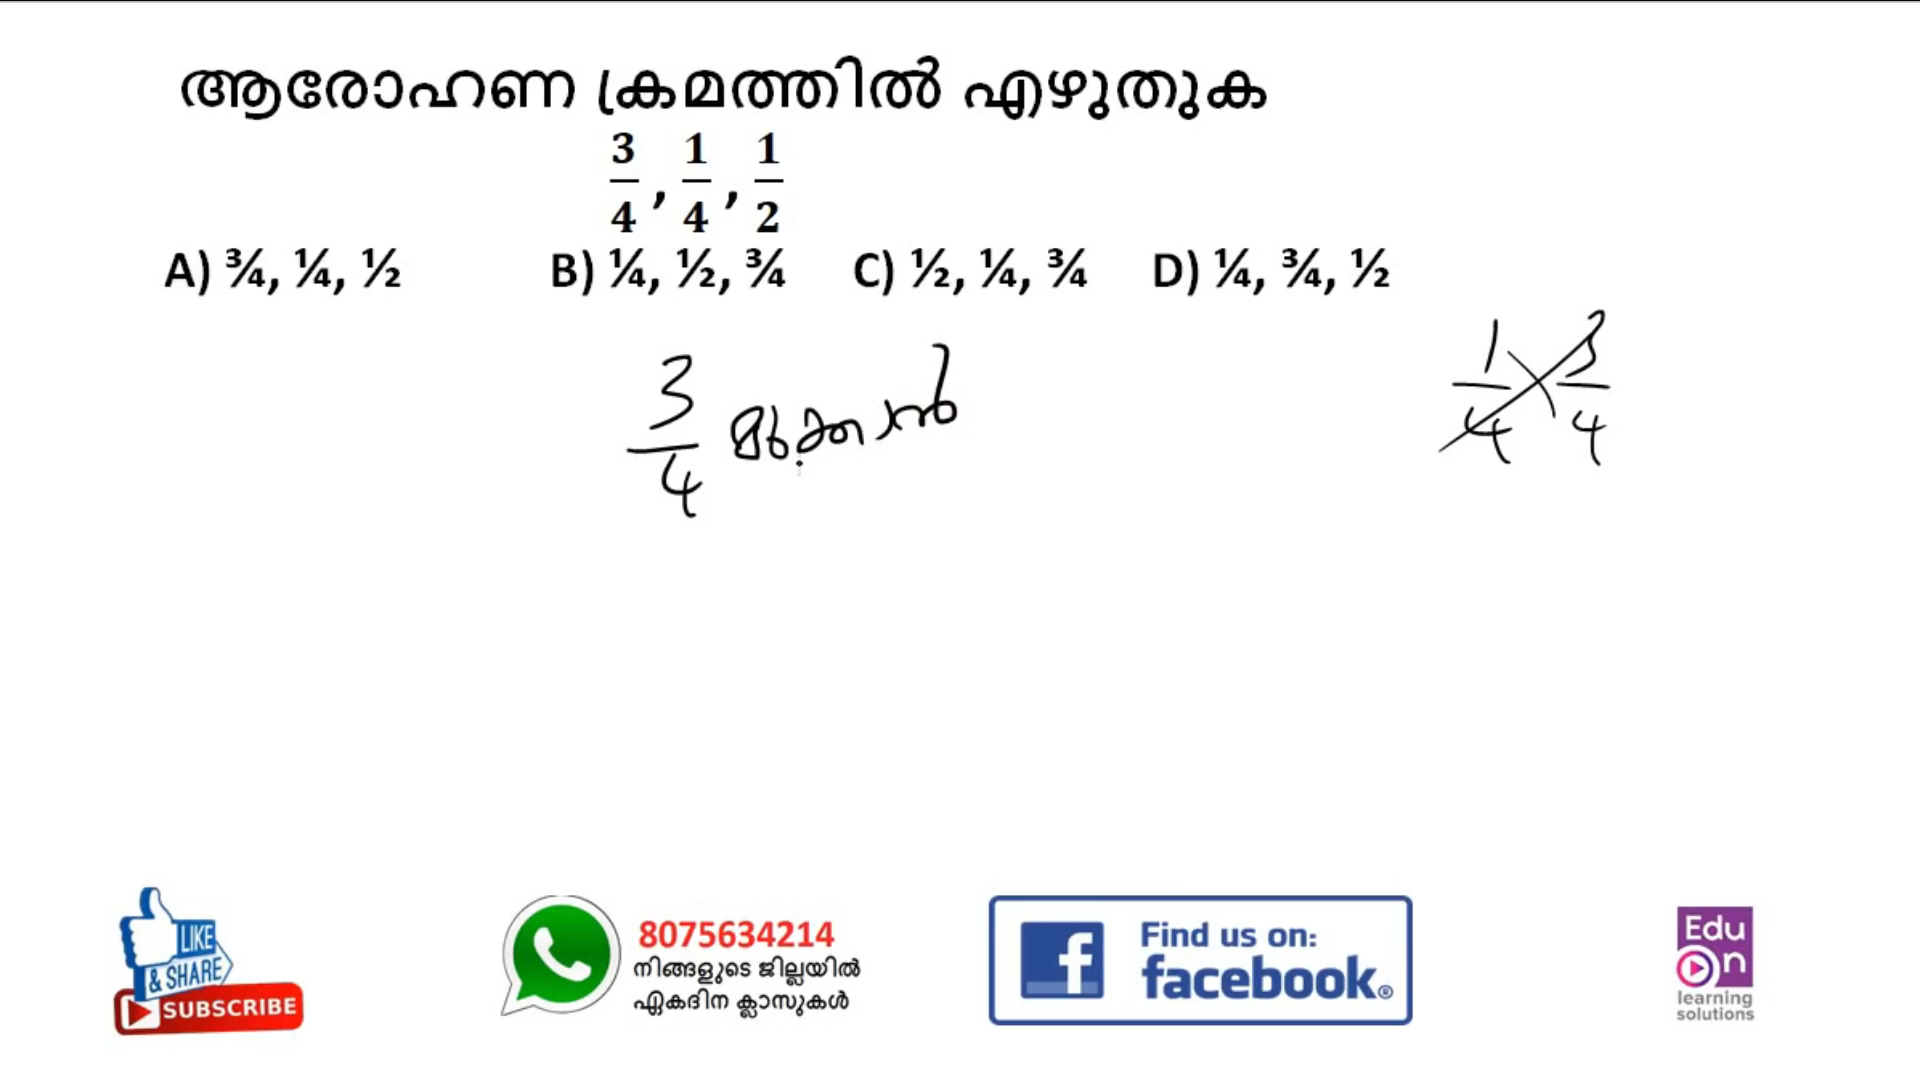 ആരോഹണ ക്രമത്തിൽ എഴുതുക
3/4, 1/4, 1/2
A) ¾, ¼, ½ B) ¼, ½, ¾ C) ½, ¼, ¾ D) ¼, ¾, ½
1/4 3/4
3/4 മുക്കാൽ
LIKE & SHARE
SUBSCRIBE
8075634214
നിങ്ങളുടെ ജില്ലയിൽ
ഏകദിന ക്ലാസുകൾ
Find us on:
facebook®
Edu
On
learning
solutions